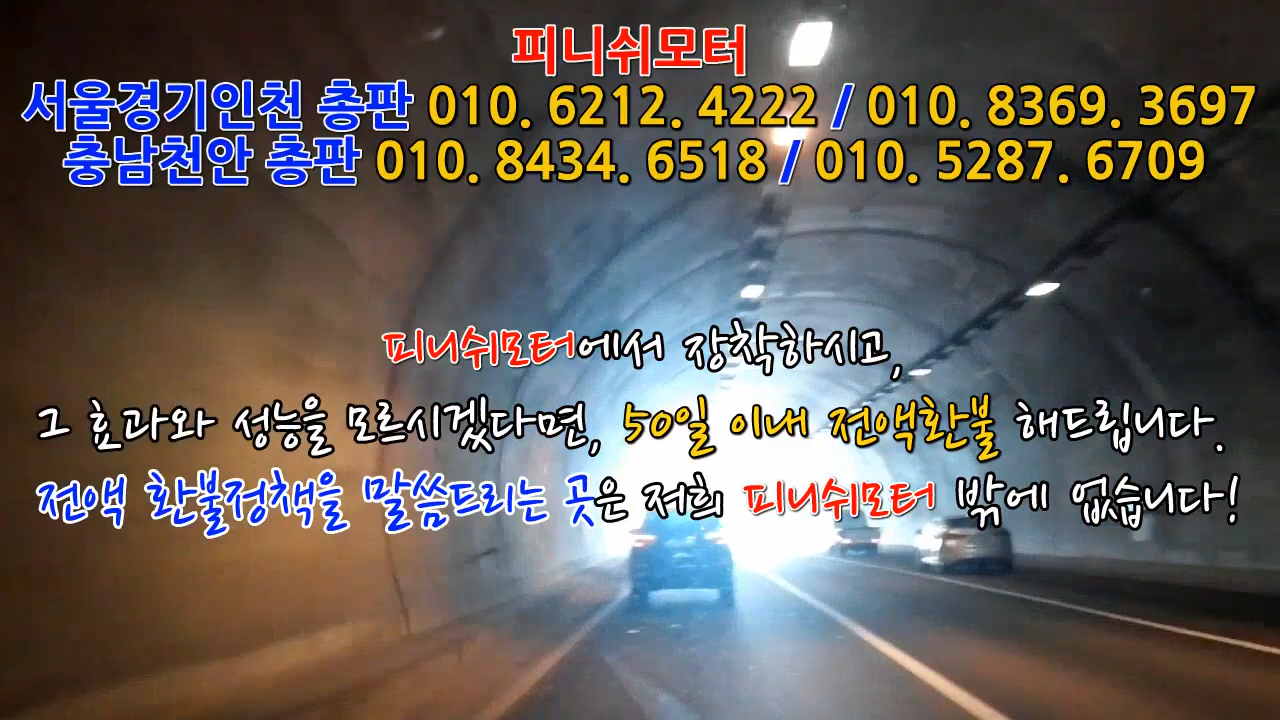 피니쉬모터
서울경기인천 총판 010. 6212. 4222 / 010. 8369. 3697
충남천안 총판 010. 8434. 6518 / 010. 5287. 6709
피니쉬모터에서 장착하시고,
그 효과와 성능을 모르시겠다면, 50일 이내 전액환불 해드립니다.
전액 환불정책을 말씀드리는 곳은 저희 피니쉬모터 밖에 없습니다!